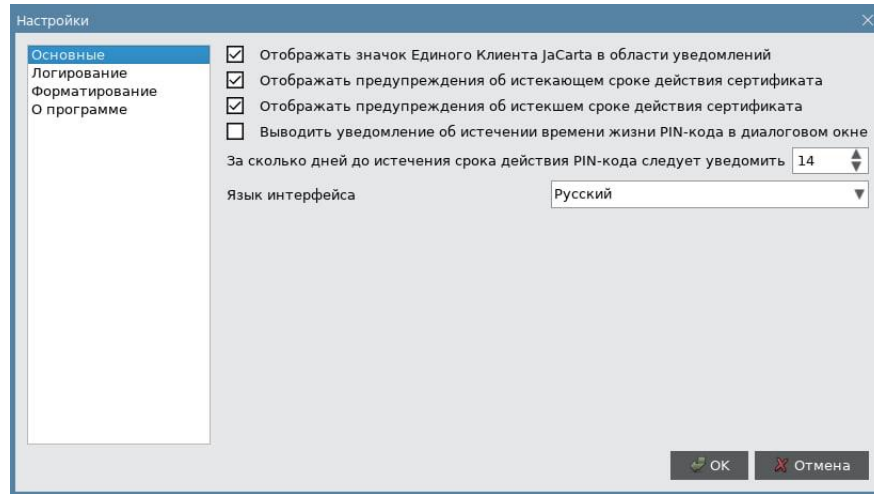 Настройки
Основные
Логирование
Форматирование
О программе
Отображать значок Единого Клиента JaCarta в области уведомлений
Отображать предупреждения об истекающем сроке действия сертификата
Отображать предупреждения об истекшем сроке действия сертификата
Выводить уведомление об истечении времени жизни PIN-кода в диалоговом окне
За сколько дней до истечения срока действия PIN-кода следует уведомить 14
Язык интерфейса Русский
OK Отмена